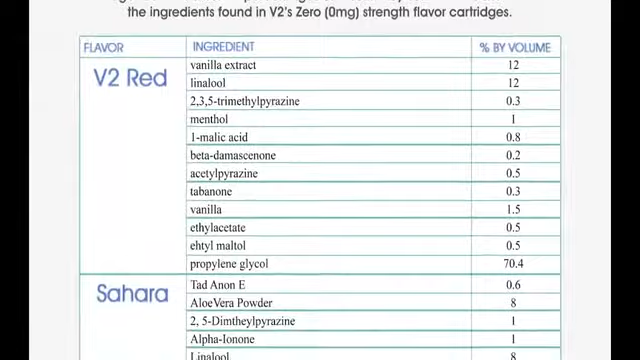 the ingredients found in V2's Zero (0mg) strength flavor cartridges.
FLAVOR INGREDIENT % BY VOLUME
V2 Red
vanilla extract 12
linalool 12
2,3,5-trimethylpyrazine 0.3
menthol 1
1-malic acid 0.8
beta-damascenone 0.2
acetylpyrazine 0.5
tabanone 0.3
vanilla 1.5
ethylacetate 0.5
ehtyl maltol 0.5
propylene glycol 70.4
Sahara
Tad Anon E 0.6
AloeVera Powder 8
2, 5-Dimtheylpyrazine 1
Alpha-Ionone 1
Linalool 8